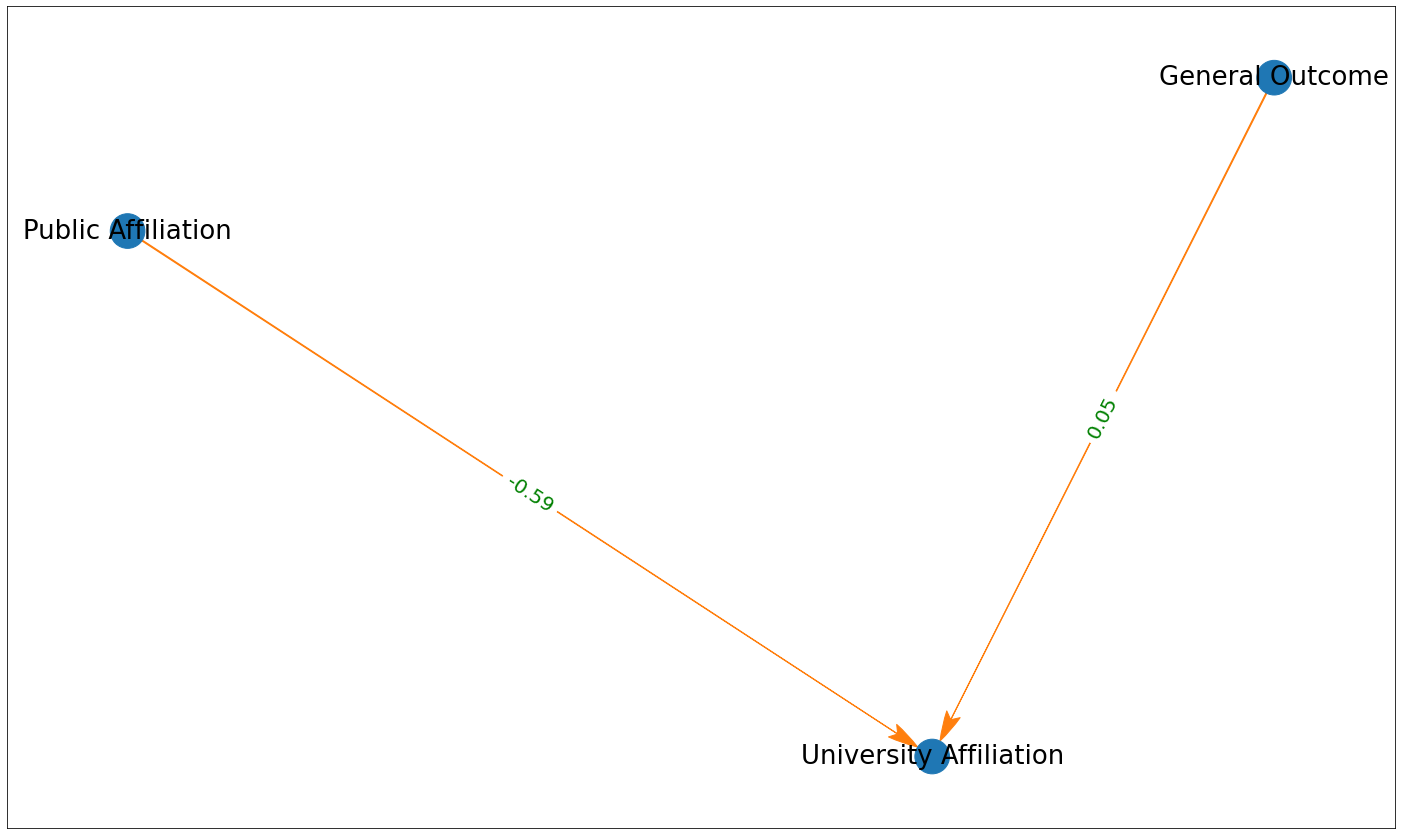 General Outcome
Public Affiliation
0.05
-0.59
University Affiliation